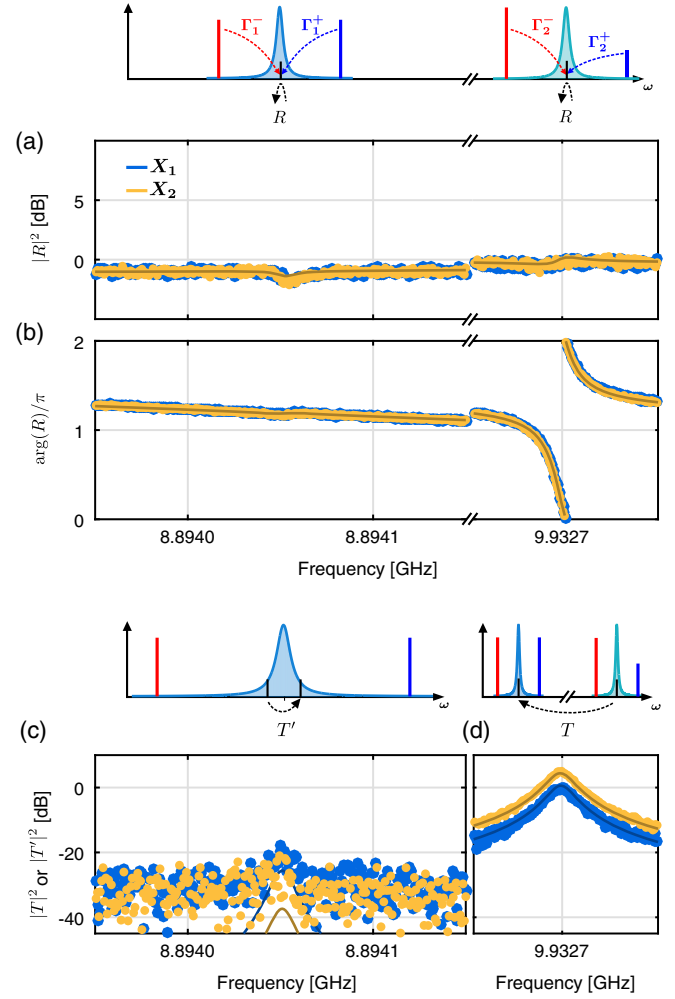 Γ₁⁻ Γ₁⁺ Γ₂⁻ Γ₂⁺
ω
R R
(a)
X₁
X₂
10
5
0
|R|² [dB]
(b)
2
1
0
arg(R)/π
8.8940 8.8941 9.9327
Frequency [GHz]
ω ω
T′ T
(c) (d)
0
-20
-40
|T|² or |T′|² [dB]
8.8940 8.8941 9.9327
Frequency [GHz] Frequency [GHz]